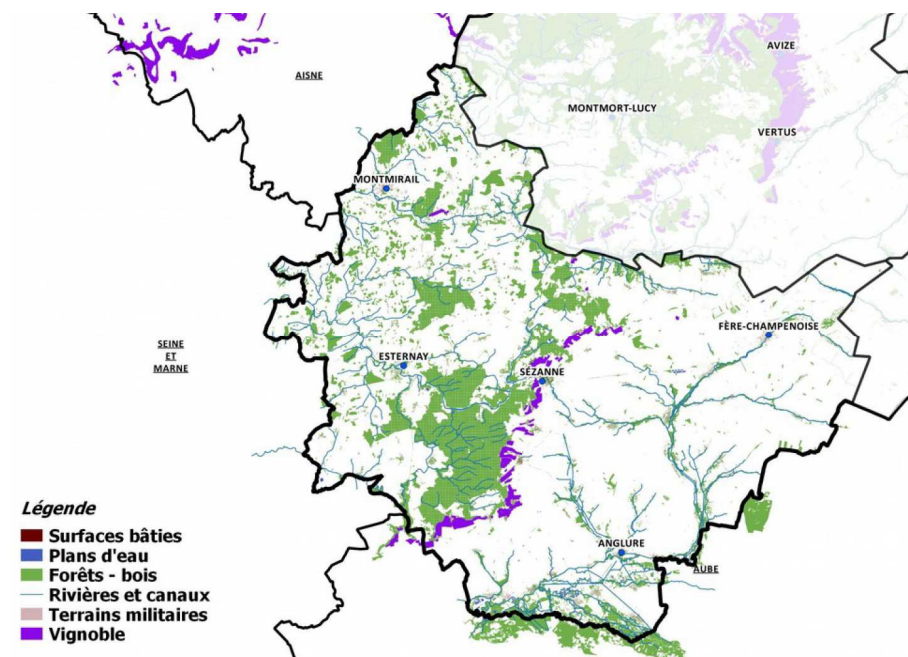 AVIZE
AISNE
MONTMORT-LUCY
VERTUS
MONTMIRAIL
FÈRE-CHAMPENOISE
SEINE
ET
MARNE
ESTERNAY
SÉZANNE
Légende
Surfaces bâties
Plans d'eau
Forêts - bois
Rivières et canaux
Terrains militaires
Vignoble
ANGLURE
AUBE